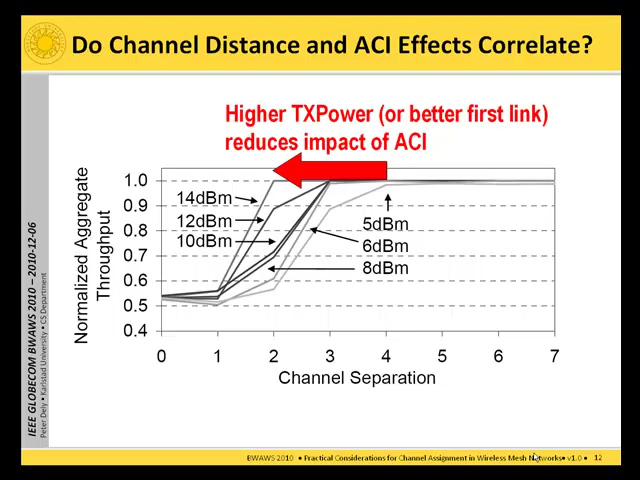 Do Channel Distance and ACI Effects Correlate?
Higher TXPower (or better first link)
reduces impact of ACI
Normalized Aggregate
Throughput
1.0
0.9
0.8
0.7
0.6
0.5
0.4
14dBm
12dBm
10dBm
5dBm
6dBm
8dBm
0 1 2 3 4 5 6 7
Channel Separation
IEEE GLOBECOM BWAWS 2010 – 2010-12-06
Peter Dely • Karlstad University • CS Department
BWAWS 2010 • Practical Considerations for Channel Assignment in Wireless Mesh Networks • v1.0 • 12